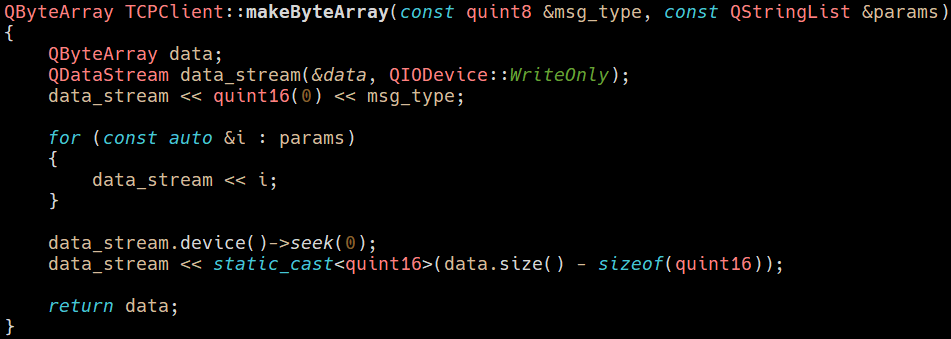 QByteArray TCPClient::makeByteArray(const quint8 &msg_type, const QStringList &params)
{
    QByteArray data;
    QDataStream data_stream(&data, QIODevice::WriteOnly);
    data_stream << quint16(0) << msg_type;

    for (const auto &i : params)
    {
        data_stream << i;
    }

    data_stream.device()->seek(0);
    data_stream << static_cast<quint16>(data.size() - sizeof(quint16));

    return data;
}